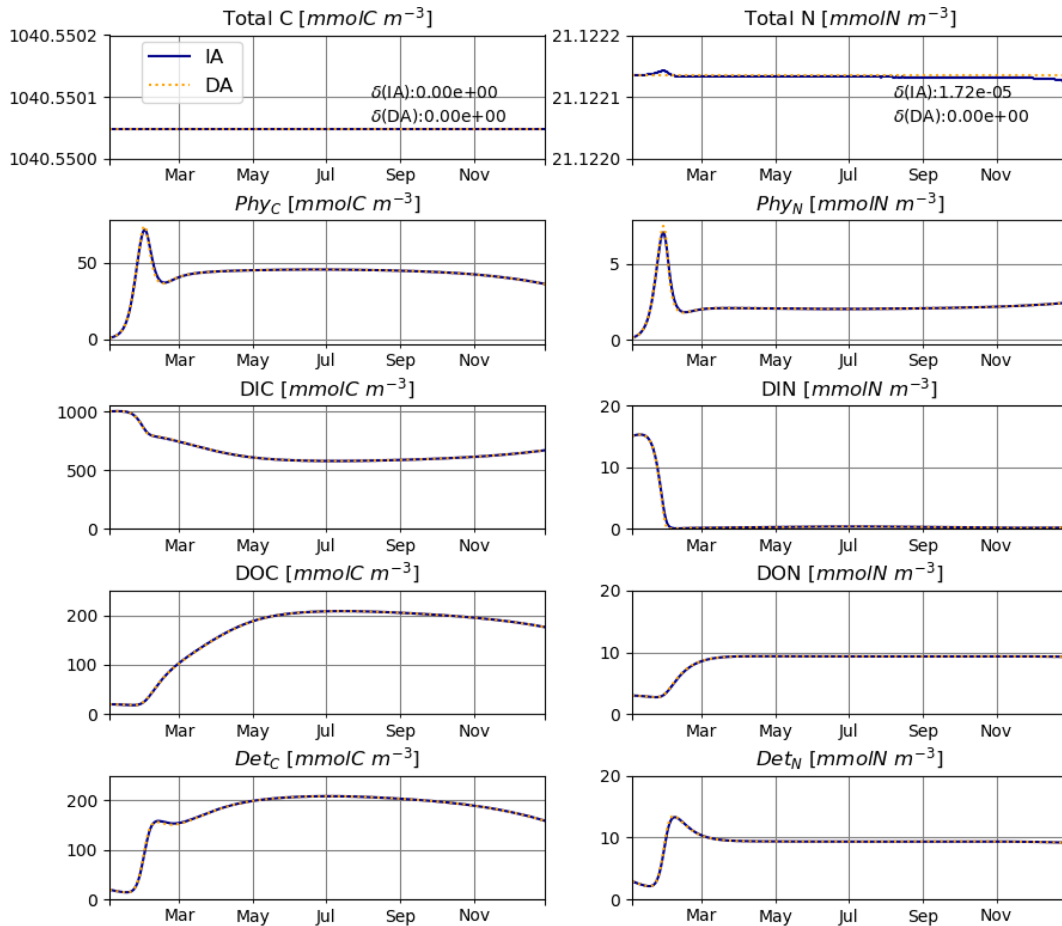 Total C [mmolC m⁻³]
1040.5502
1040.5501
1040.5500
IA
DA
δ(IA):0.00e+00
δ(DA):0.00e+00
Mar May Jul Sep Nov
Total N [mmolN m⁻³]
21.1222
21.1221
21.1220
δ(IA):1.72e-05
δ(DA):0.00e+00
Mar May Jul Sep Nov
Phy_C [mmolC m⁻³]
50
0
Mar May Jul Sep Nov
Phy_N [mmolN m⁻³]
5
0
Mar May Jul Sep Nov
DIC [mmolC m⁻³]
1000
500
0
Mar May Jul Sep Nov
DIN [mmolN m⁻³]
20
10
0
Mar May Jul Sep Nov
DOC [mmolC m⁻³]
200
100
0
Mar May Jul Sep Nov
DON [mmolN m⁻³]
20
10
0
Mar May Jul Sep Nov
Det_C [mmolC m⁻³]
200
100
0
Mar May Jul Sep Nov
Det_N [mmolN m⁻³]
20
10
0
Mar May Jul Sep Nov